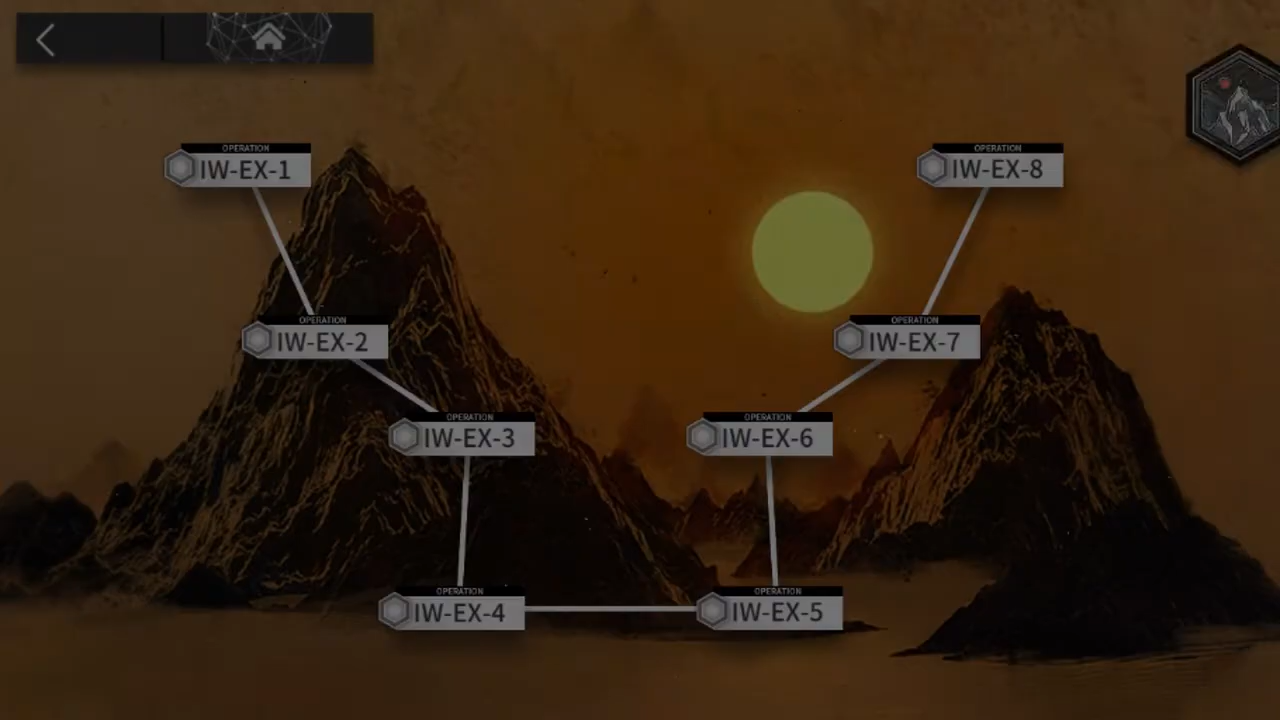 OPERATION
IW-EX-1
OPERATION
IW-EX-8
OPERATION
IW-EX-2
OPERATION
IW-EX-7
OPERATION
IW-EX-3
OPERATION
IW-EX-6
OPERATION
IW-EX-4
OPERATION
IW-EX-5